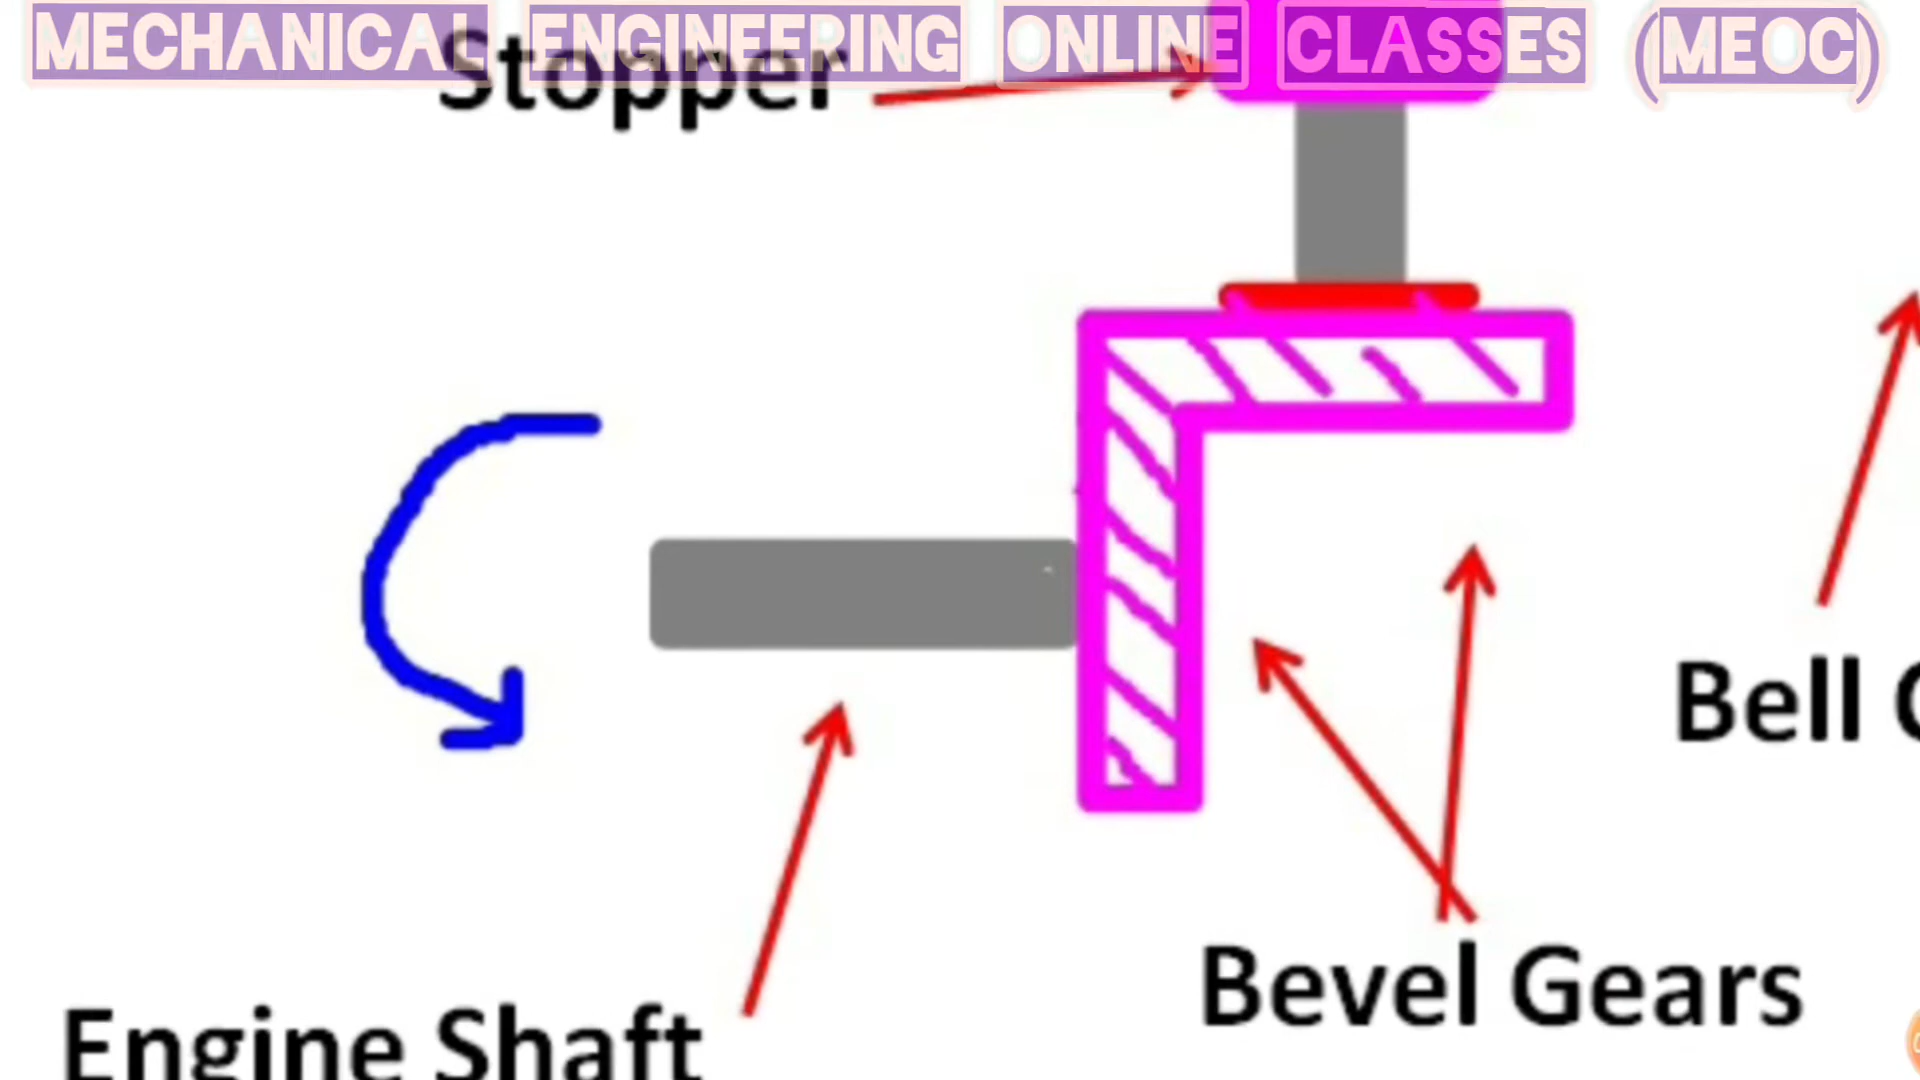 MECHANICAL ENGINEERING ONLINE CLASSES (MEOC)
Stopper
Bell
Bevel Gears
Engine Shaft